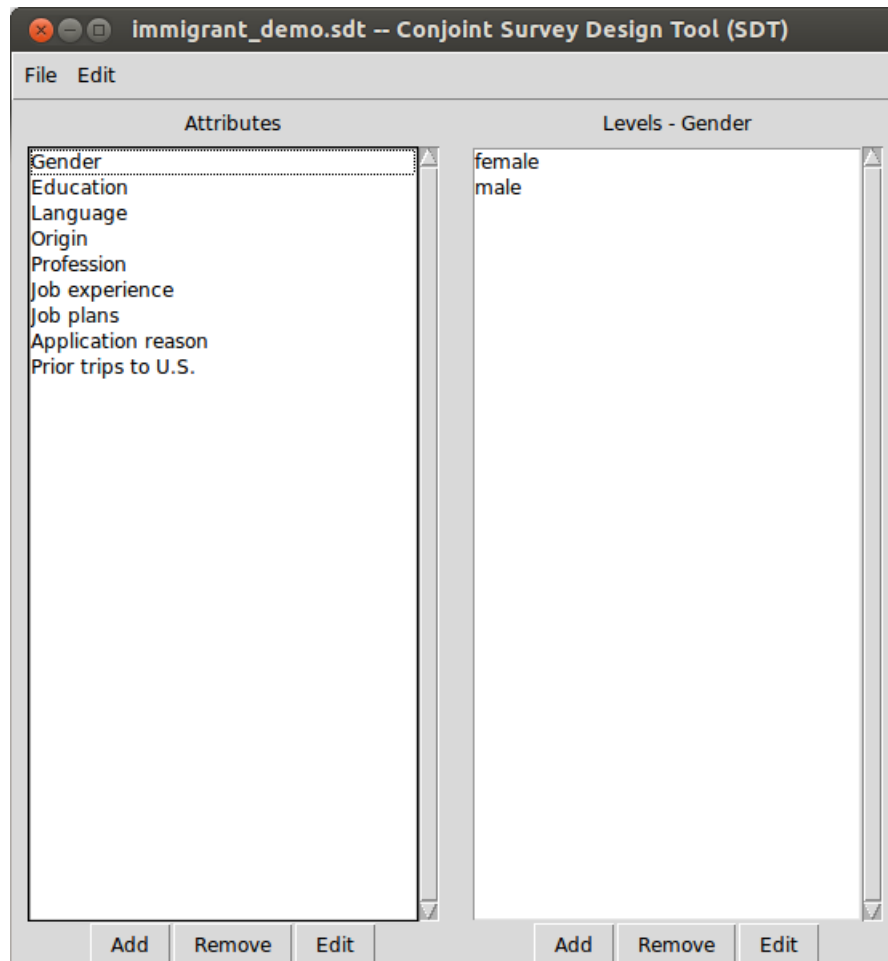 immigrant_demo.sdt -- Conjoint Survey Design Tool (SDT)
File Edit
Attributes
Gender
Education
Language
Origin
Profession
Job experience
Job plans
Application reason
Prior trips to U.S.
Add Remove Edit
Levels - Gender
female
male
Add Remove Edit